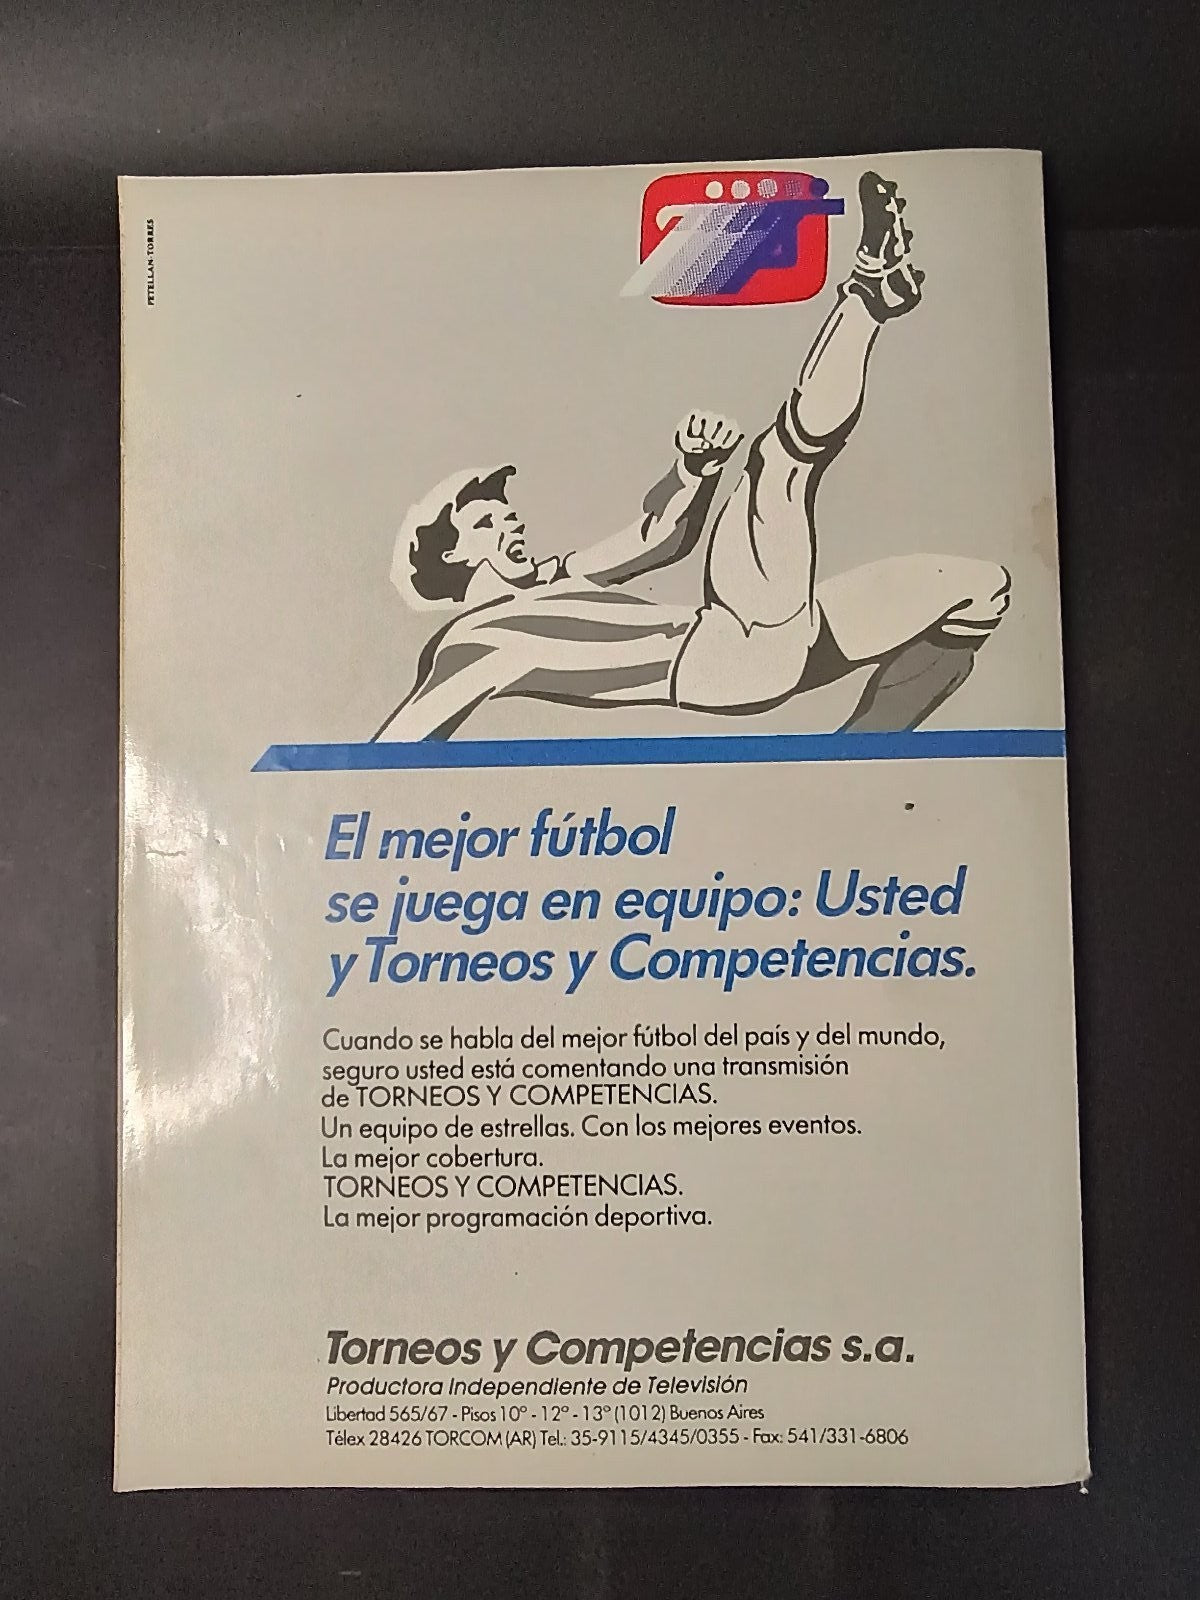 PETELLAN-TORRES
El mejor fútbol
se juega en equipo: Usted
y Torneos y Competencias.
Cuando se habla del mejor fútbol del país y del mundo,
seguro usted está comentando una transmisión
de TORNEOS Y COMPETENCIAS.
Un equipo de estrellas. Con los mejores eventos.
La mejor cobertura.
TORNEOS Y COMPETENCIAS.
La mejor programación deportiva.
Torneos y Competencias s.a.
Productora Independiente de Televisión
Libertad 565/67 - Pisos 10º - 12º - 13º (1012) Buenos Aires
Télex 28426 TORCOM (AR) Tel.: 35-9115/4345/0355 - Fax: 541/331-6806